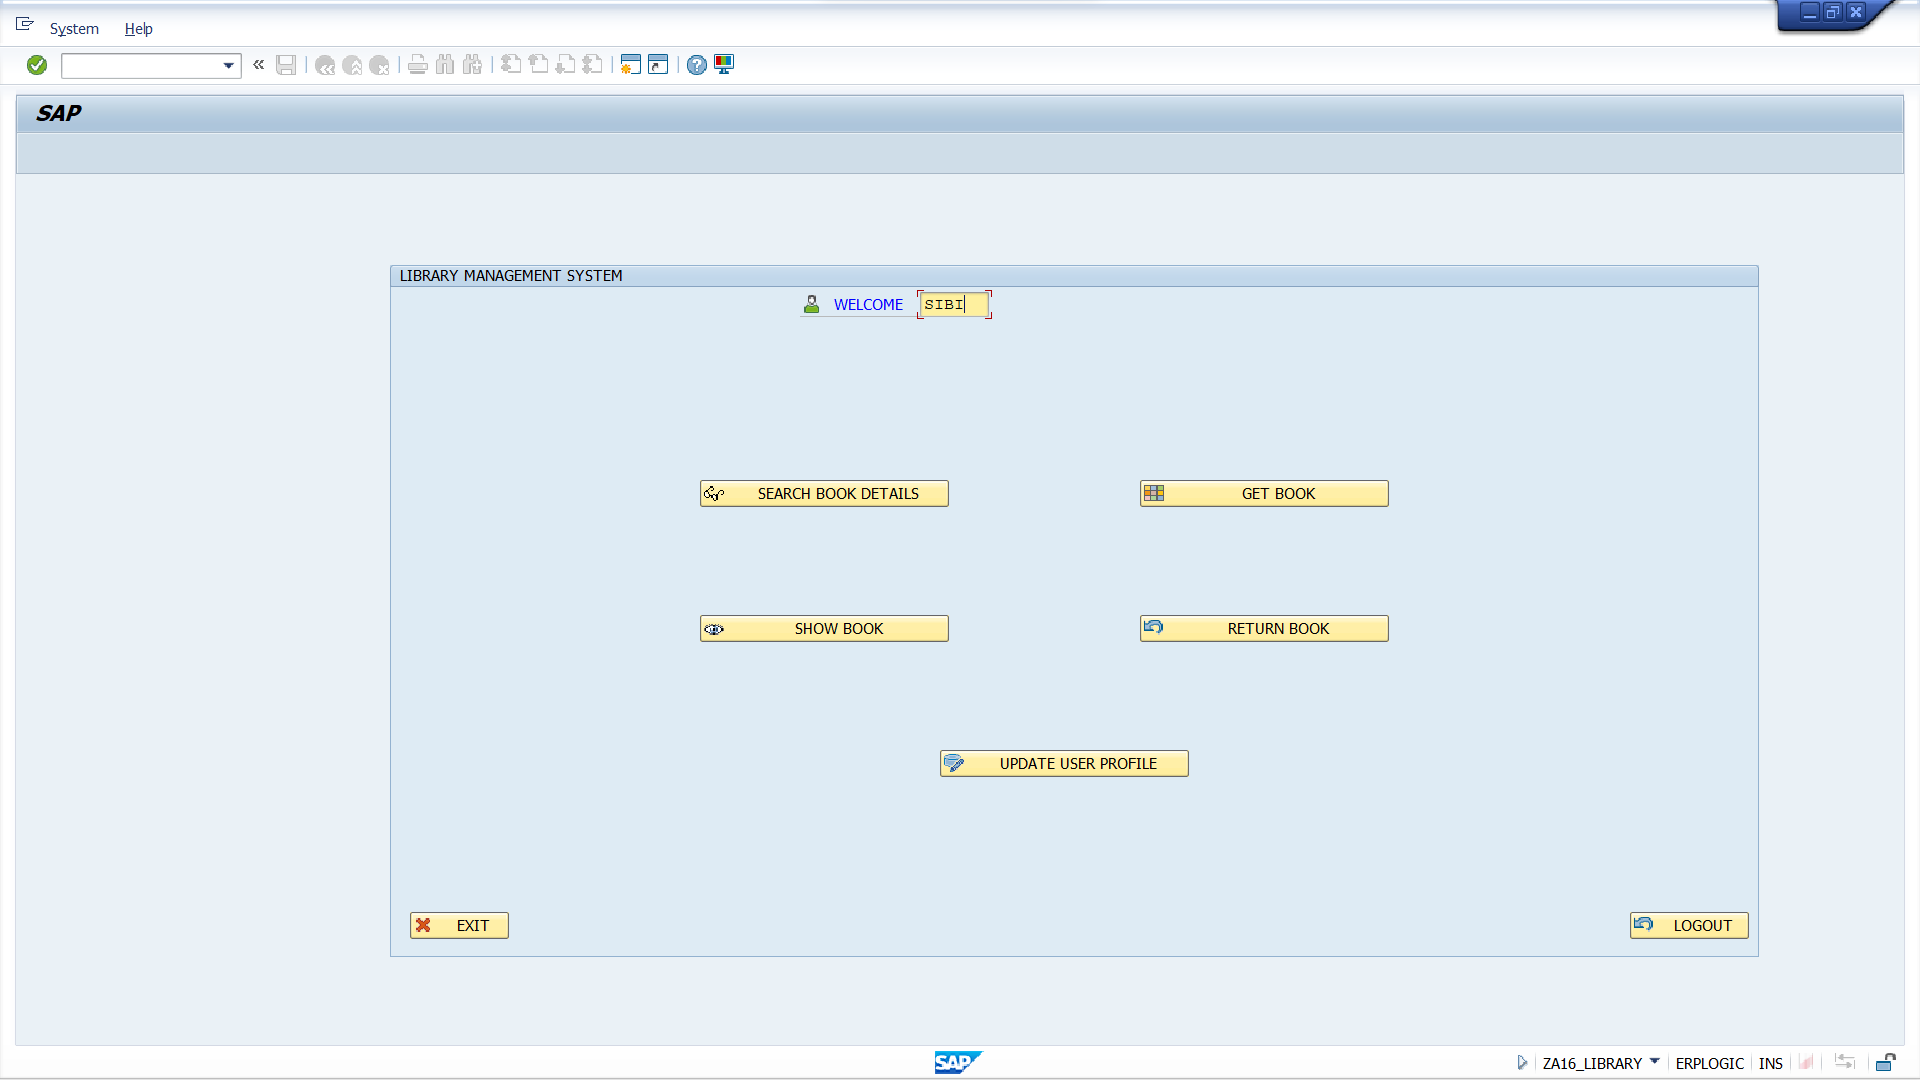 System Help
«
SAP
LIBRARY MANAGEMENT SYSTEM
WELCOME SIBI
SEARCH BOOK DETAILS GET BOOK
SHOW BOOK RETURN BOOK
UPDATE USER PROFILE
EXIT LOGOUT
SAP ZA16_LIBRARY ERPLOGIC INS